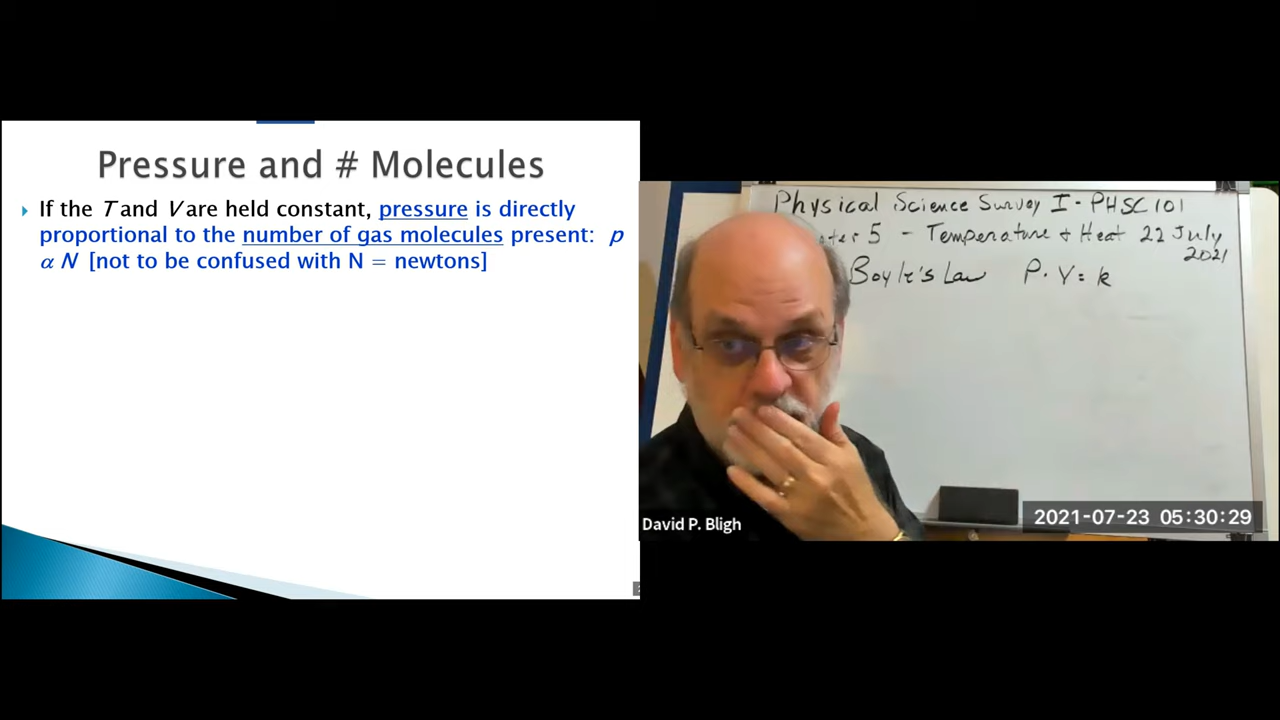 Pressure and # Molecules
If the T and V are held constant, pressure is directly
proportional to the number of gas molecules present: p
α N [not to be confused with N = newtons]
Physical Science Survey I - PHSC 101
5 - Temperature & Heat 22 July
2021
Boyle's Law P. V = k
David P. Bligh
2021-07-23 05:30:29